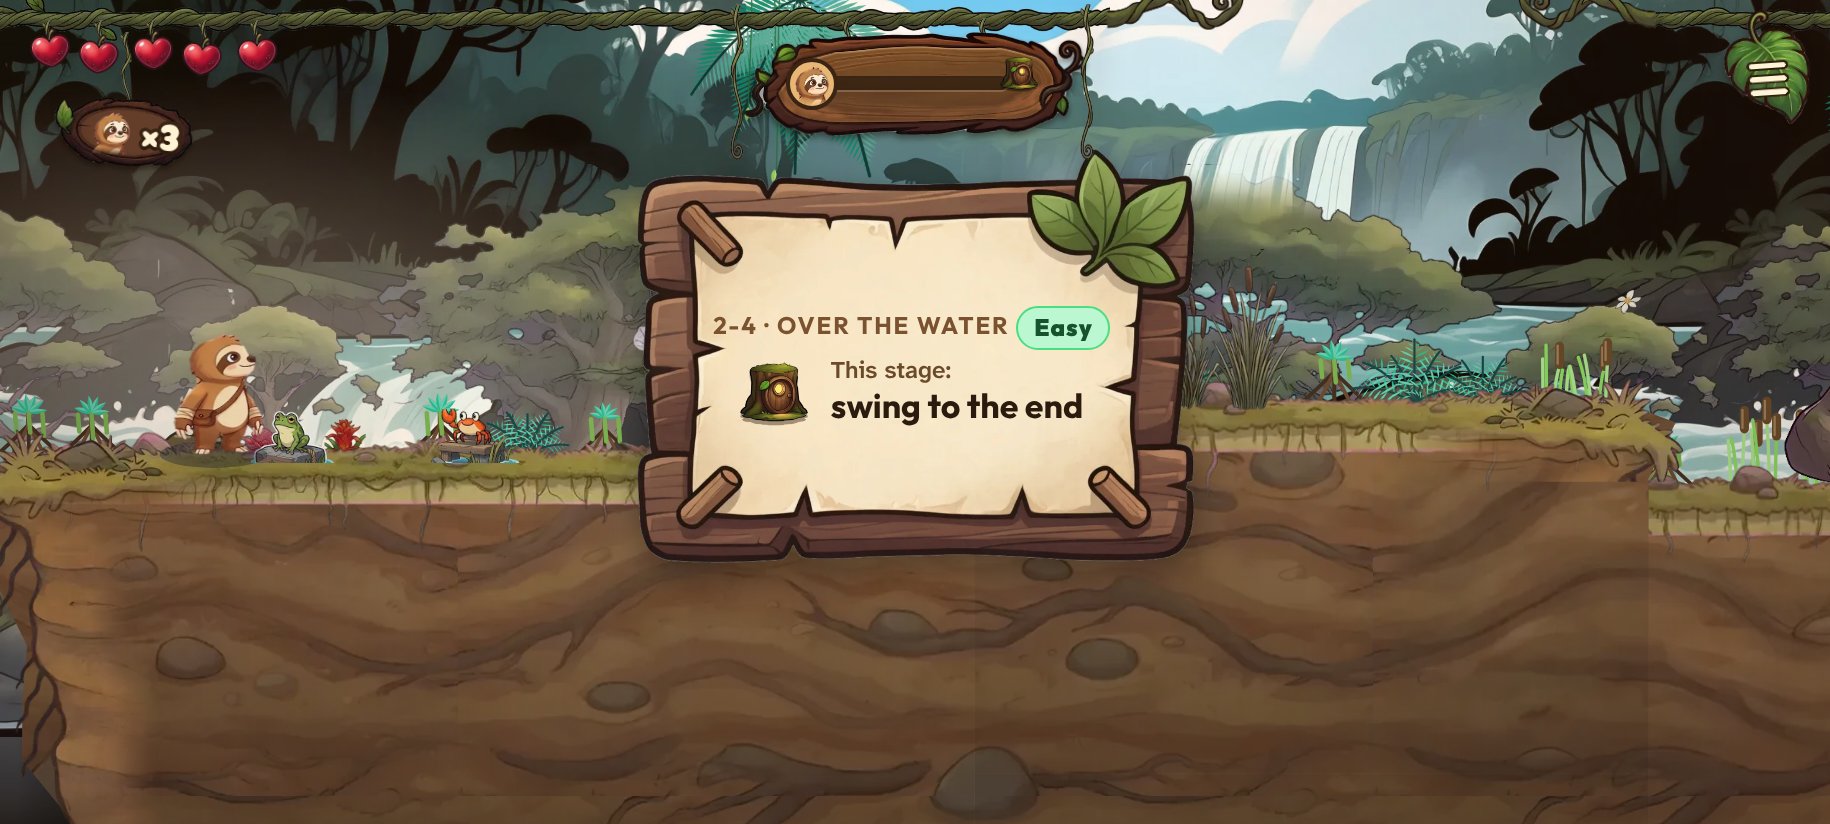 ×3
2-4 · OVER THE WATER Easy
This stage:
swing to the end